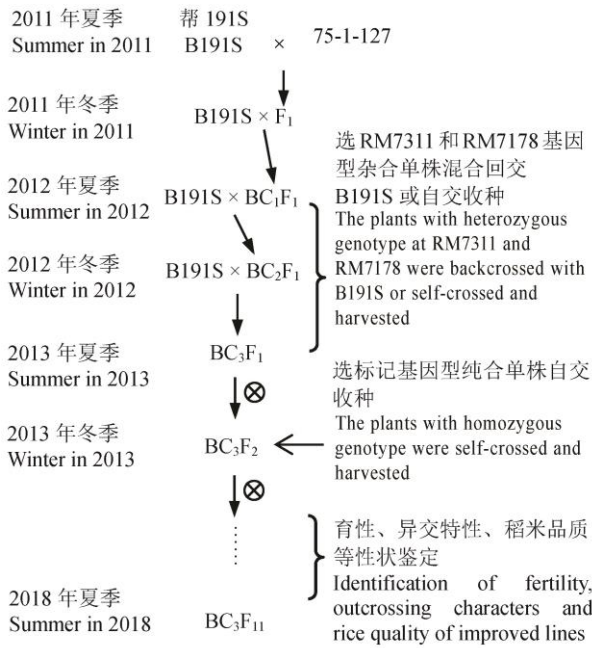 2011 年夏季
Summer in 2011
帮 191S
B191S × 75-1-127
2011 年冬季
Winter in 2011
B191S × F₁
选 RM7311 和 RM7178 基因
型杂合单株混合回交
B191S 或自交收种
The plants with heterozygous
genotype at RM7311 and
RM7178 were backcrossed with
B191S or self-crossed and
harvested
2012 年夏季
Summer in 2012
B191S × BC₁F₁
2012 年冬季
Winter in 2012
B191S × BC₂F₁
2013 年夏季
Summer in 2013
BC₃F₁
⊗
选标记基因型纯合单株自交
收种
The plants with homozygous
genotype were self-crossed and
harvested
2013 年冬季
Winter in 2013
BC₃F₂
⊗
......
育性、异交特性、稻米品质
等性状鉴定
Identification of fertility,
outcrossing characters and
rice quality of improved lines
2018 年夏季
Summer in 2018
BC₃F₁₁